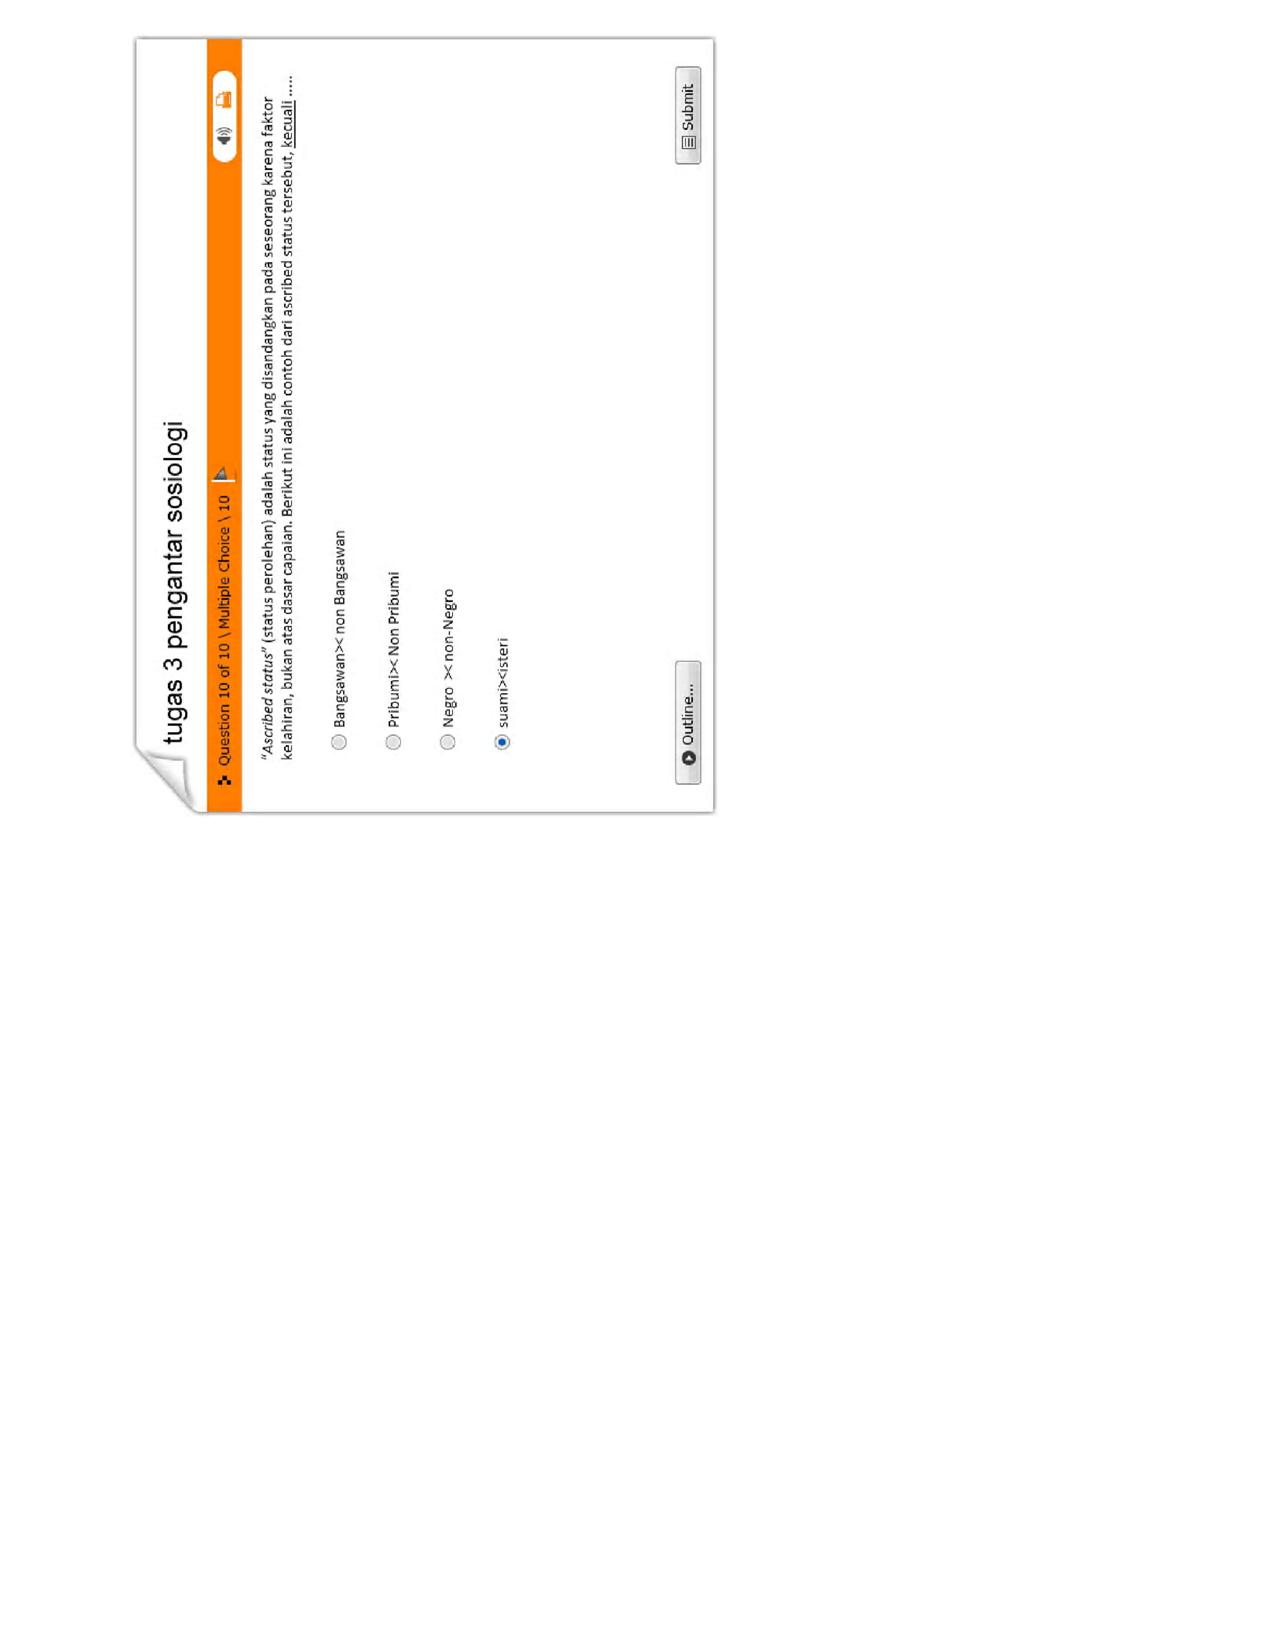 tugas 3 pengantar sosiologi
Question 10 of 10 \ Multiple Choice \ 10
“Ascribed status” (status perolehan) adalah status yang disandangkan pada seseorang karena faktor
kelahiran, bukan atas dasar capaian. Berikut ini adalah contoh dari ascribed status tersebut, kecuali .....
Bangsawan>< non Bangsawan
Pribumi>< Non Pribumi
Negro >< non-Negro
suami><isteri
Outline...
Submit